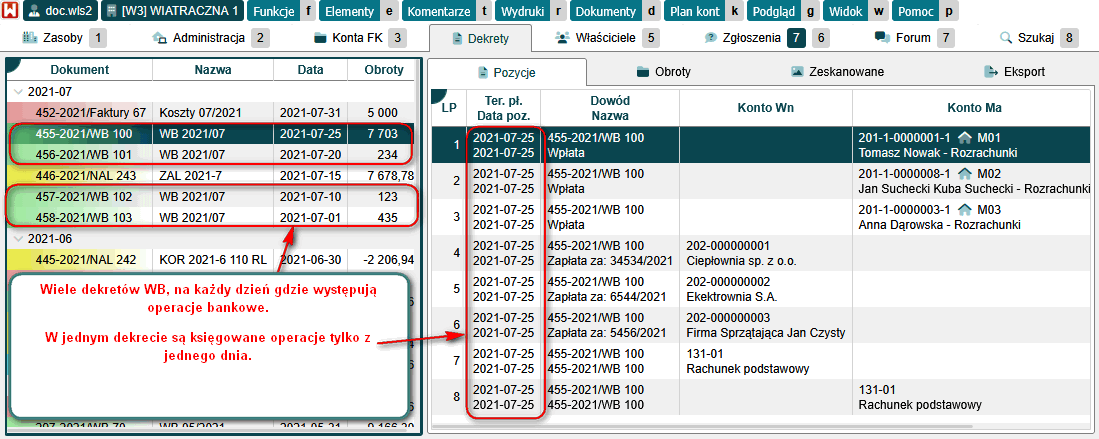 doc.wls2 [W3] WIATRACZNA 1 Funkcje f Elementy e Komentarze t Wydruki r Dokumenty d Plan kont k Podgląd g Widok w Pomoc p
Zasoby 1 Administracja 2 Konta FK 3 Dekrety Właściciele 5 Zgłoszenia 7 6 Forum 7 Szukaj 8
Dokument Nazwa Data Obroty
2021-07
452-2021/Faktury 67 Koszty 07/2021 2021-07-31 5 000
455-2021/WB 100 WB 2021/07 2021-07-25 7 703
456-2021/WB 101 WB 2021/07 2021-07-20 234
446-2021/NAL 243 ZAL 2021-7 2021-07-15 7 678,78
457-2021/WB 102 WB 2021/07 2021-07-10 123
458-2021/WB 103 WB 2021/07 2021-07-01 435
2021-06
445-2021/NAL 242 KOR 2021-6 110 RL 2021-06-30 -2 206,94
Wiele dekretów WB, na każdy dzień gdzie występują
operacje bankowe.
W jednym dekrecie są księgowane operacje tylko z
jednego dnia.
Pozycje Obroty Zeskanowane Eksport
LP Ter. pł. Dowód Konto Wn Konto Ma
Data poz. Nazwa
1 2021-07-25 455-2021/WB 100 201-1-0000001-1 M01
2021-07-25 Wpłata Tomasz Nowak - Rozrachunki
2 2021-07-25 455-2021/WB 100 201-1-0000008-1 M02
2021-07-25 Wpłata Jan Suchecki Kuba Suchecki - Rozrachunki
3 2021-07-25 455-2021/WB 100 201-1-0000003-1 M03
2021-07-25 Wpłata Anna Dąrowska - Rozrachunki
4 2021-07-25 455-2021/WB 100 202-000000001
2021-07-25 Zapłata za: 34534/2021 Ciepłownia sp. z o.o.
5 2021-07-25 455-2021/WB 100 202-000000002
2021-07-25 Zapłata za: 6544/2021 Ekektrownia S.A.
6 2021-07-25 455-2021/WB 100 202-000000003
2021-07-25 Zapłata za: 5456/2021 Firma Sprzątająca Jan Czysty
7 2021-07-25 455-2021/WB 100 131-01
2021-07-25 455-2021/WB 100 Rachunek podstawowy
8 2021-07-25 455-2021/WB 100 131-01
2021-07-25 455-2021/WB 100 Rachunek podstawowy